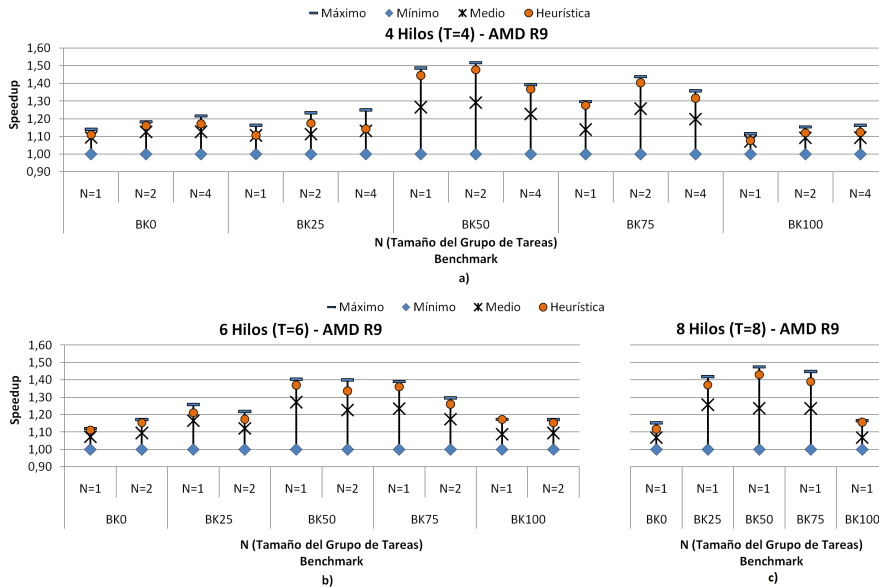 Máximo Mínimo Medio Heurística
4 Hilos (T=4) - AMD R9
Speedup
1,60
1,50
1,40
1,30
1,20
1,10
1,00
0,90
N=1 N=2 N=4 N=1 N=2 N=4 N=1 N=2 N=4 N=1 N=2 N=4 N=1 N=2 N=4
BK0 BK25 BK50 BK75 BK100
N (Tamaño del Grupo de Tareas)
Benchmark
a)
Máximo Mínimo Medio Heurística
6 Hilos (T=6) - AMD R9
Speedup
1,60
1,50
1,40
1,30
1,20
1,10
1,00
0,90
N=1 N=2 N=1 N=2 N=1 N=2 N=1 N=2 N=1 N=2
BK0 BK25 BK50 BK75 BK100
N (Tamaño del Grupo de Tareas)
Benchmark
b)
8 Hilos (T=8) - AMD R9
N=1 N=1 N=1 N=1 N=1
BK0 BK25 BK50 BK75 BK100
N (Tamaño del Grupo de Tareas)
Benchmark
c)